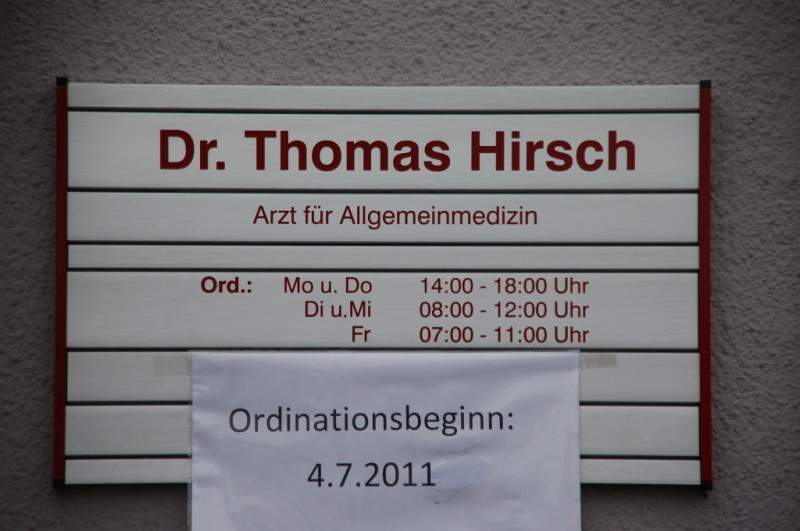 Dr. Thomas Hirsch
Arzt für Allgemeinmedizin
Ord.: Mo u. Do 14:00 - 18:00 Uhr
Di u.Mi 08:00 - 12:00 Uhr
Fr 07:00 - 11:00 Uhr
Ordinationsbeginn:
4.7.2011